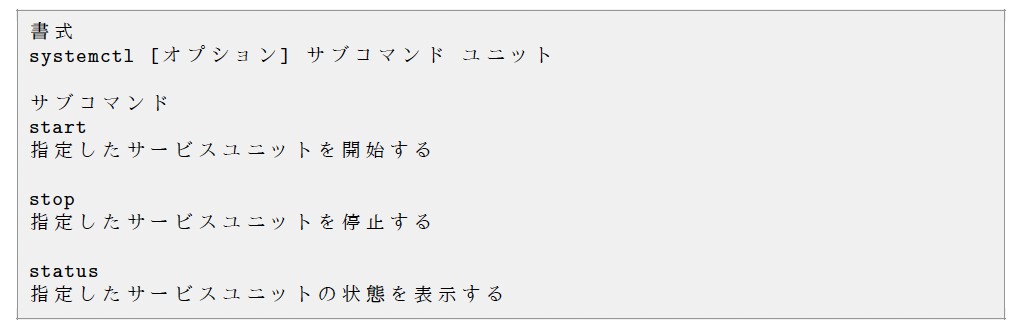 書式
systemctl [オプション] サブコマンド ユニット
サブコマンド
start
指定したサービスユニットを開始する
stop
指定したサービスユニットを停止する
status
指定したサービスユニットの状態を表示する